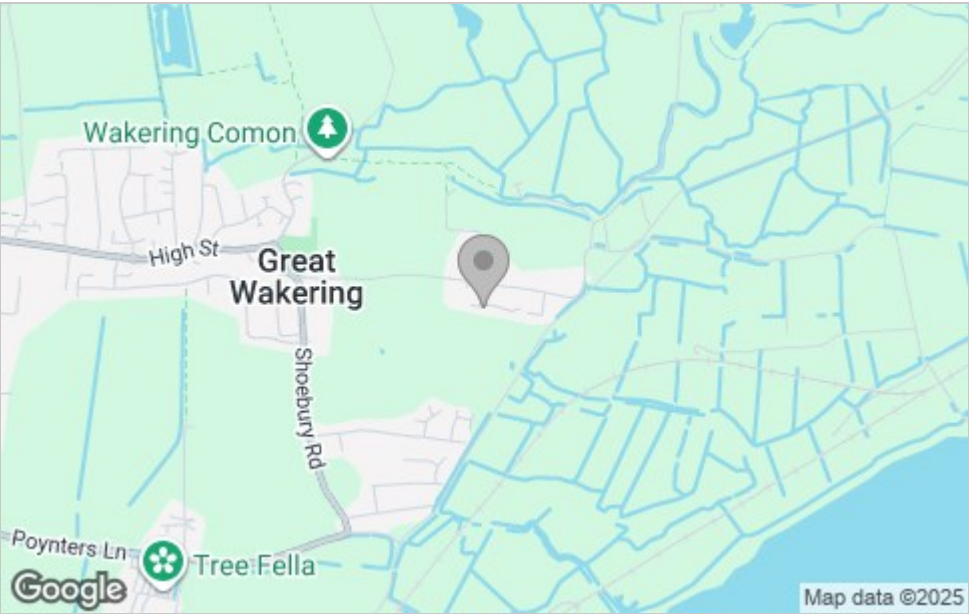 Wakering Comon
High St
Great
Wakering
Shoebury Rd
Poynters Ln
Tree Fella
Google
Map data ©2025